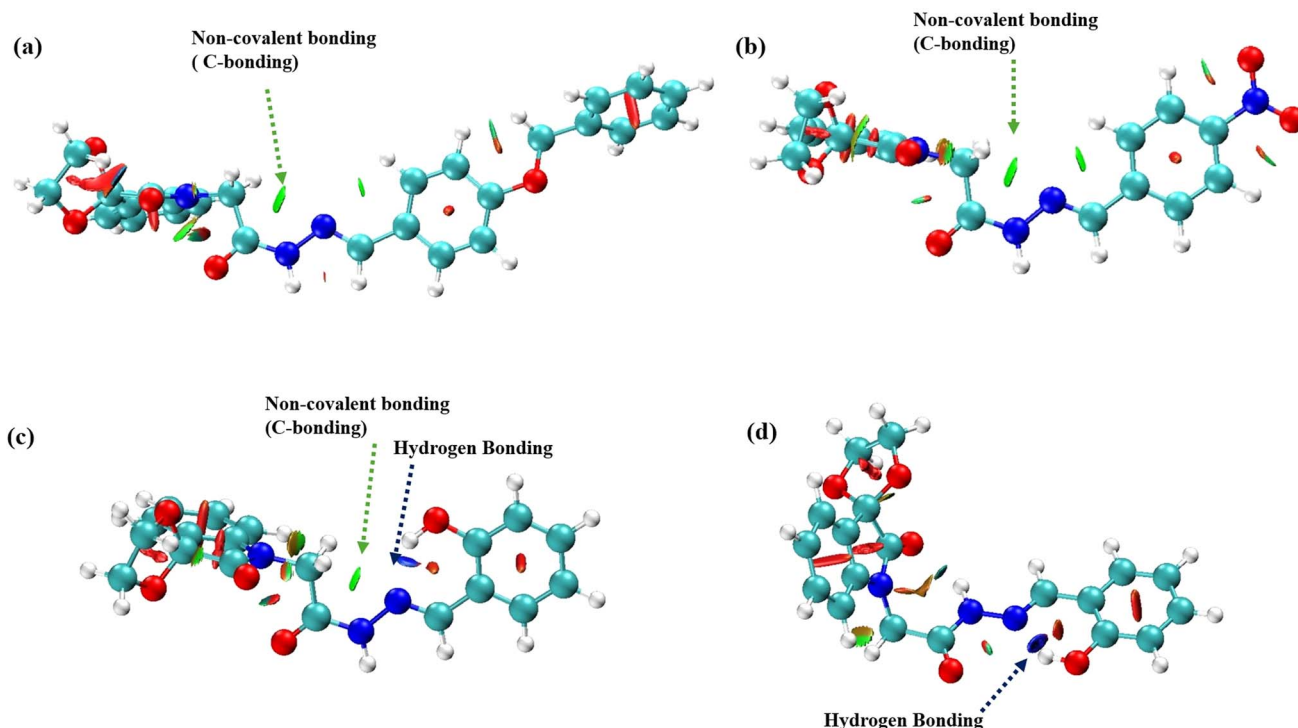 (a)
Non-covalent bonding
( C-bonding)
(b)
Non-covalent bonding
(C-bonding)
(c)
Non-covalent bonding
(C-bonding)
Hydrogen Bonding
(d)
Hydrogen Bonding